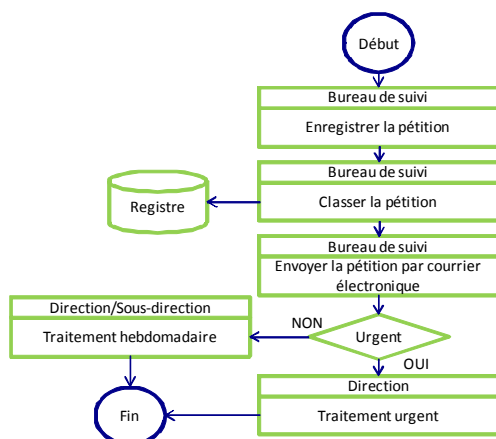 Début
Bureau de suivi
Enregistrer la pétition
Bureau de suivi
Classer la pétition
Registre
Bureau de suivi
Envoyer la pétition par courrier
électronique
Direction/Sous-direction
Traitement hebdomadaire
NON
Urgent
OUI
Direction
Traitement urgent
Fin